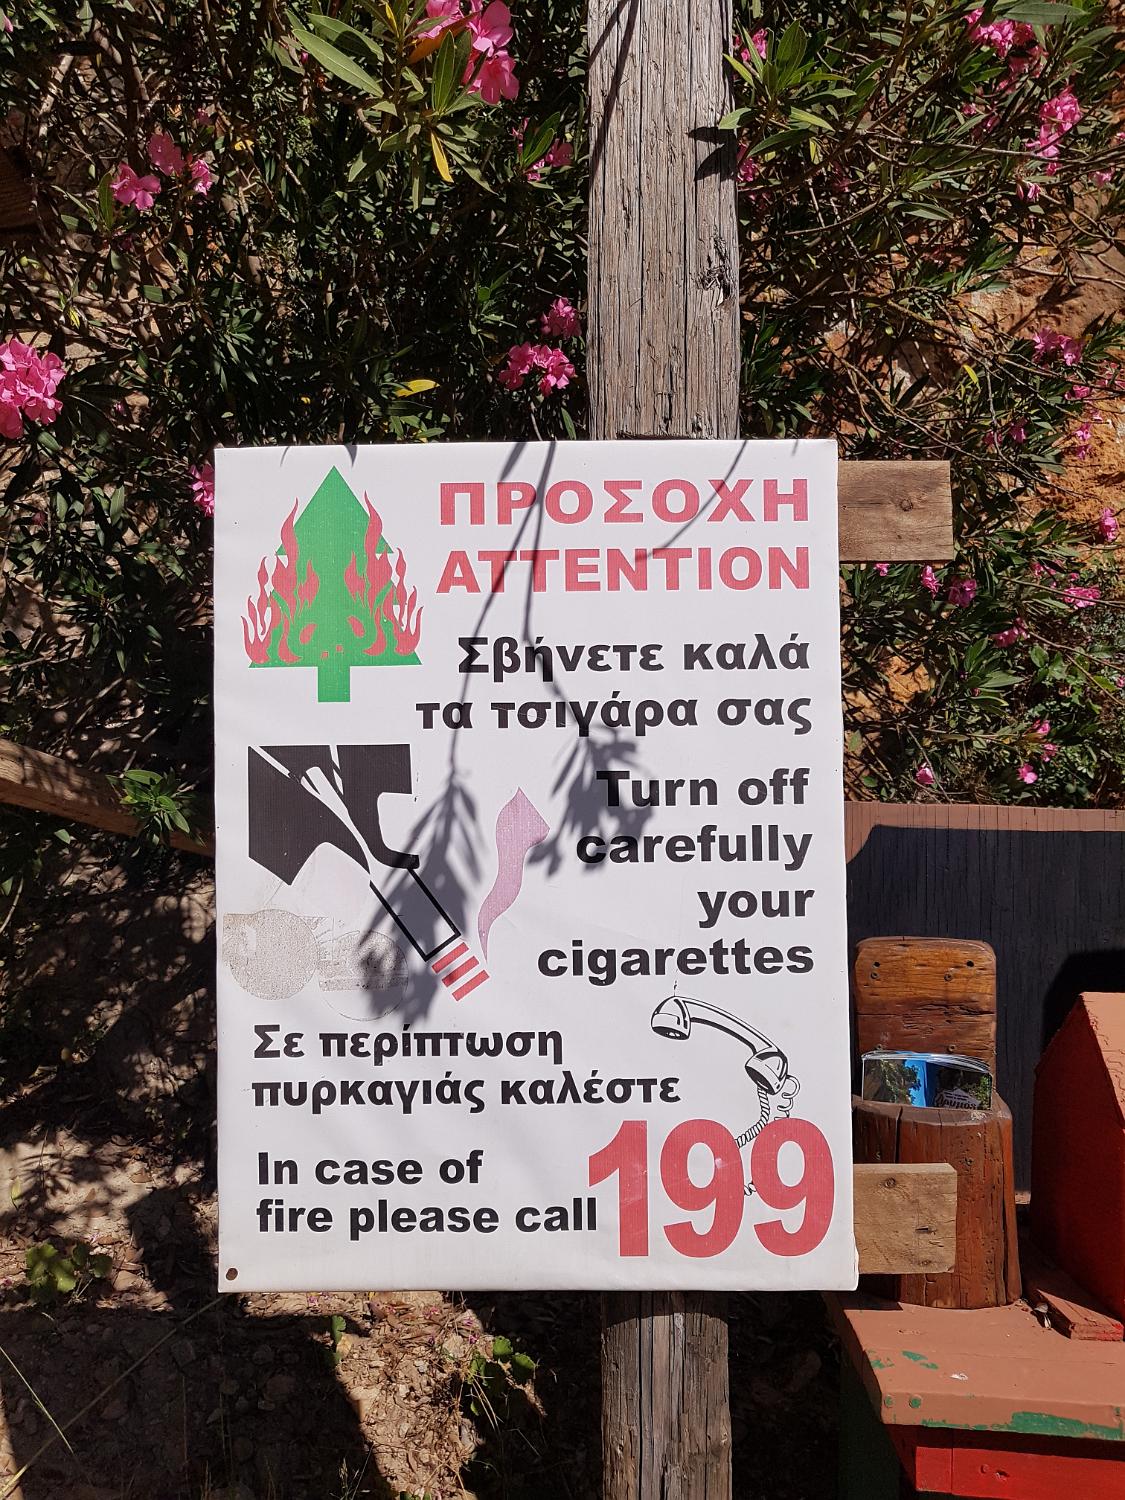 ΠΡΟΣΟΧΗ
ATTENTION
Σβήνετε καλά
τα τσιγάρα σας
Turn off
carefully
your
cigarettes
Σε περίπτωση
πυρκαγιάς καλέστε
In case of
fire please call
199